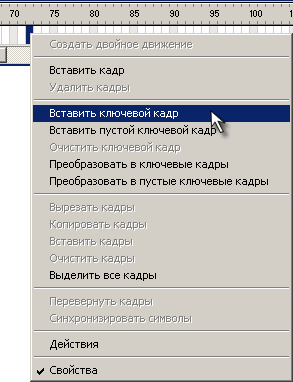 70 75 80 85 90 95 100
Создать двойное движение
Вставить кадр
Удалить кадры
Вставить ключевой кадр
Вставить пустой ключевой кадр
Очистить ключевой кадр
Преобразовать в ключевые кадры
Преобразовать в пустые ключевые кадры
Вырезать кадры
Копировать кадры
Вставить кадры
Очистить кадры
Выделить все кадры
Перевернуть кадры
Синхронизировать символы
Действия
Свойства